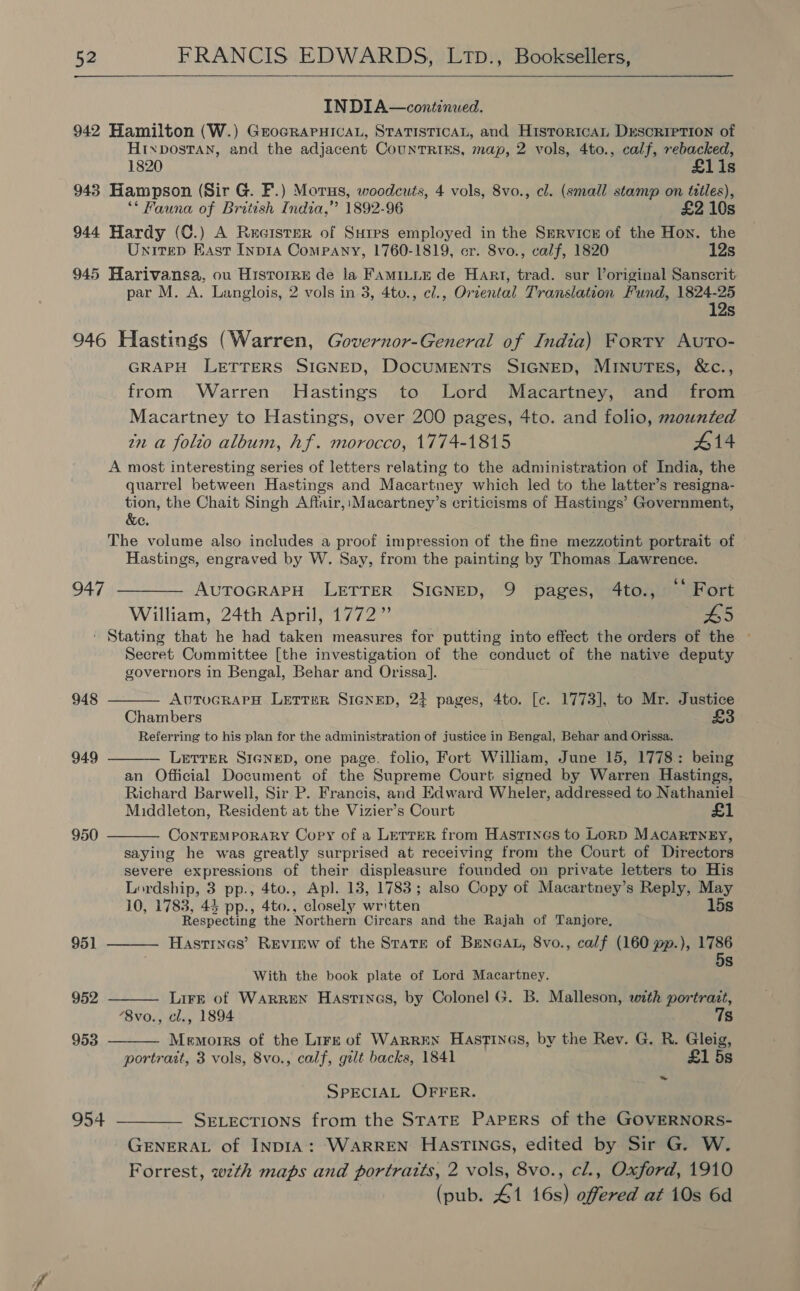 52 FRANCIS EDWARDS, LTD., Booksellers,
INDIA—continued.
942 Hamilton (W.) GEOGRAPHICAL, STATISTICAL, and HISTORICAL DESCRIPTION of
HINDOSTAN, and the adjacent COUNTRIES, map, 2 vols, 4to., calf, rebacked,
1820 £1 1s
943 Hampson (Sir G. F.) MOTHS, woodcuts, 4 vols, 8vo., cl. (small stamp on titles),
“Fauna of British India,” 1892-96 £2 10s
944 Hardy (C.) A REGISTER of SHIPS employed in the SERVICE of the HON. the
UNITED EAST INDIA COMPANY, 1760-1819, cr. 8vo., calf, 1820 12s
945 Harivansa, ou HISTOIRE de la FAMILLE de HARI, trad. sur l’original Sanscrit
par M. A. Langlois, 2 vols in 3, 4to., cl., Oriental Translation Fund, 1824-25
12s
946 Hastings (Warren, Governor-General of India) FORTY AUTO-
GRAPH LETTERS SIGNED, DOCUMENTS SIGNED, MINUTES, &c.,
from Warren Hastings to Lord Macartney, and from
Macartney to Hastings, over 200 pages, 4to. and folio, mounted
in a folio album, hf. morocco, 1774-1815 £14
A most interesting series of letters relating to the administration of India, the
quarrel between Hastings and Macartney which led to the latter’s resigna-
tion, the Chait Singh Affair, Macartney’s criticisms of Hastings’ Government,
&c.
The volume also includes a proof impression of the fine mezzotint portrait of
Hastings, engraved by W. Say, from the painting by Thomas Lawrence.
947 ——— AUTOGRAPH LETTER SIGNED, 9 pages, 4to., “Fort
William, 24th April, 1772” £5
Stating that he had taken measures for putting into effect the orders of the
Secret Committee [the investigation of the conduct of the native deputy
governors in Bengal, Behar and Orissa].
948 ——— AUTOGRAPH LETTER SIGNED, 2¼ pages, 4to. [c. 1773], to Mr. Justice
Chambers £3
Referring to his plan for the administration of justice in Bengal, Behar and Orissa.
949 ——— LETTER SIGNED, one page. folio, Fort William, June 15, 1778: being
an Official Document of the Supreme Court signed by Warren Hastings,
Richard Barwell, Sir P. Francis, and Edward Wheler, addressed to Nathaniel
Middleton, Resident at the Vizier’s Court £1
950 ——— CONTEMPORARY COPY of a LETTER from HASTINGS to LORD MACARTNEY,
saying he was greatly surprised at receiving from the Court of Directors
severe expressions of their displeasure founded on private letters to His
Lordship, 3 pp., 4to., Apl. 13, 1783; also Copy of Macartney’s Reply, May
10, 1783, 4½ pp., 4to., closely written 15s
Respecting the Northern Circars and the Rajah of Tanjore.
951 ——— HASTINGS’ REVIEW of the STATE of BENGAL, 8vo., calf (160 pp.), 1786
5s
With the book plate of Lord Macartney.
952 ——— LIFE of WARREN HASTINGS, by Colonel G. B. Malleson, with portrait,
8vo., cl., 1894 7s
953 ——— MEMOIRS of the LIFE of WARREN HASTINGS, by the Rev. G. R. Gleig,
portrait, 3 vols, 8vo., calf, gilt backs, 1841 £1 5s
SPECIAL OFFER.
954 ——— SELECTIONS from the STATE PAPERS of the GOVERNORS-
GENERAL of INDIA: WARREN HASTINGS, edited by Sir G. W.
Forrest, with maps and portraits, 2 vols, 8vo., cl., Oxford, 1910
(pub. £1 16s) offered at 10s 6d